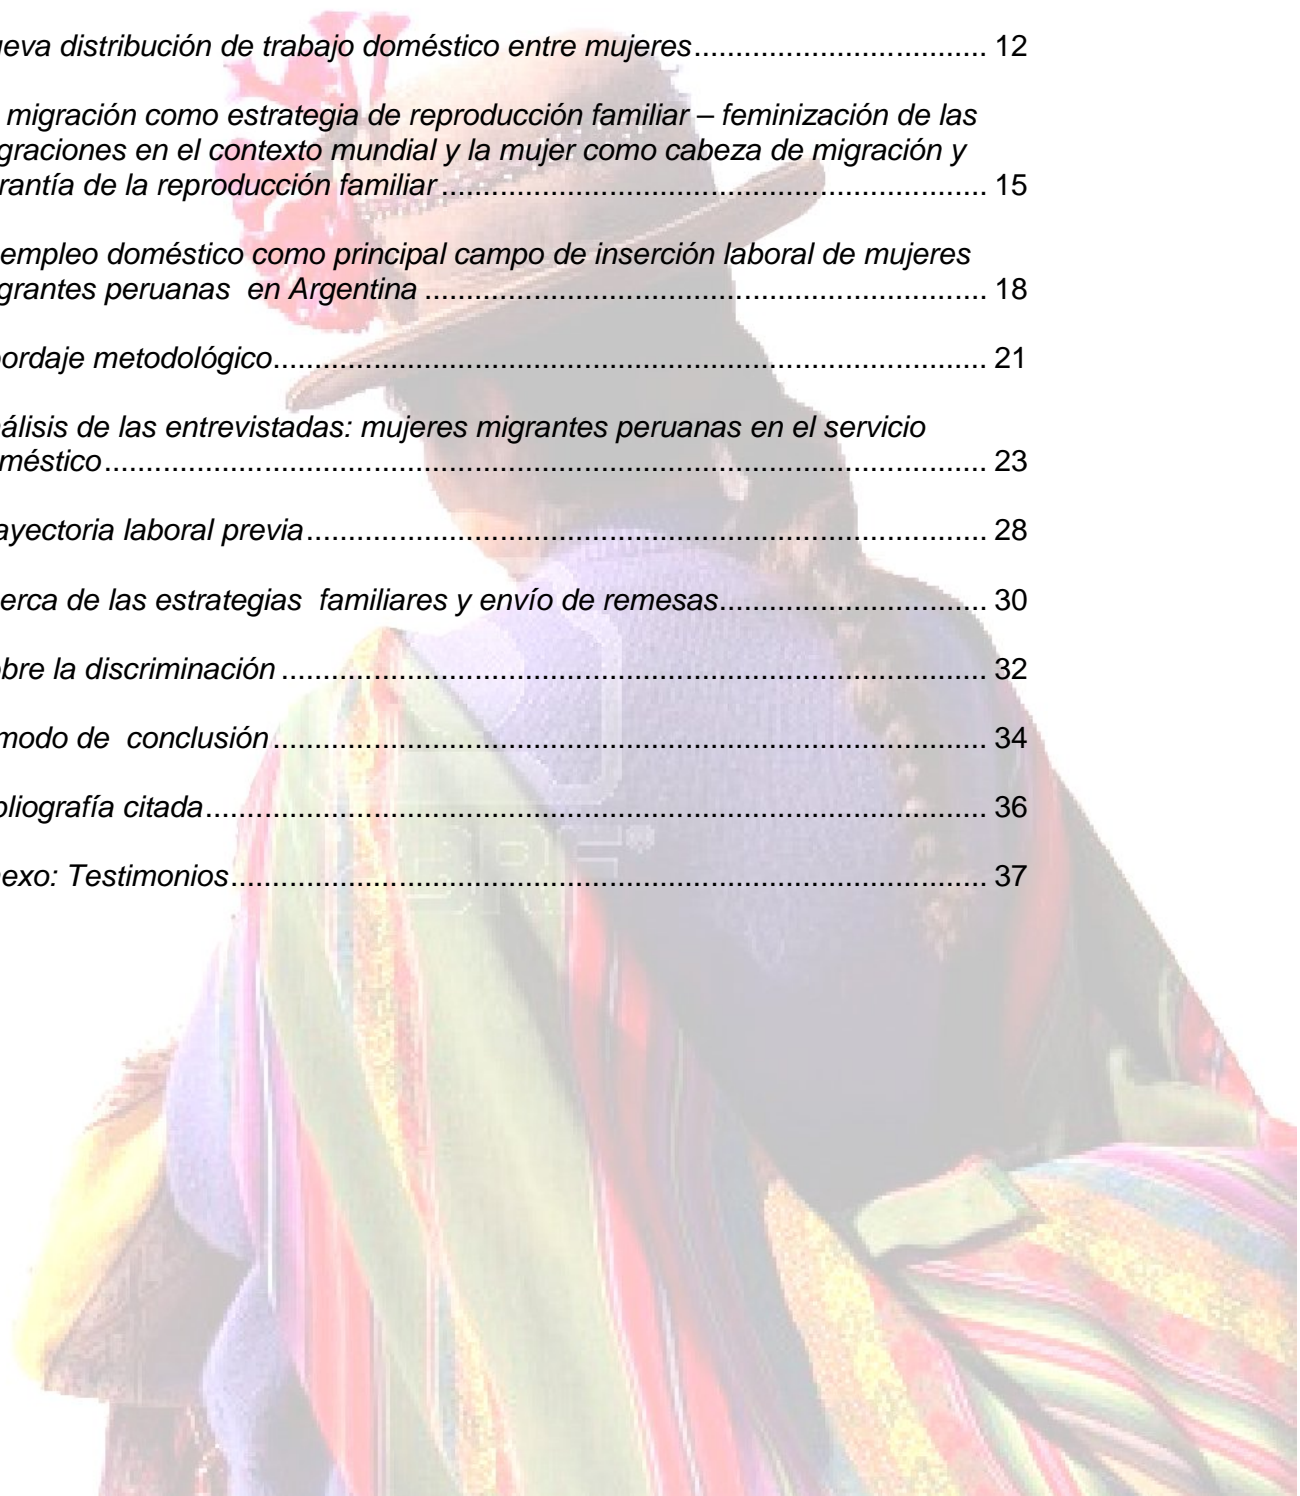 ueva distribución de trabajo doméstico entre mujeres.................................. 12
migración como estrategia de reproducción familiar – feminización de las
graciones en el contexto mundial y la mujer como cabeza de migración y
rantía de la reproducción familiar.................................................................. 15
empleo doméstico como principal campo de inserción laboral de mujeres
grantes peruanas en Argentina .................................................................... 18
ordaje metodológico...................................................................................... 21
álisis de las entrevistadas: mujeres migrantes peruanas en el servicio
méstico.......................................................................................................... 23
ayectoria laboral previa.................................................................................. 28
erca de las estrategias familiares y envío de remesas................................ 30
bre la discriminación ..................................................................................... 32
modo de conclusión...................................................................................... 34
bliografía citada.............................................................................................. 36
exo: Testimonios........................................................................................... 37